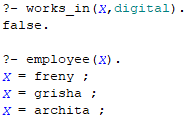 ?- works_in(X,digital).
false.
?- employee(X).
X = freny ;
X = grisha ;
X = archita ;